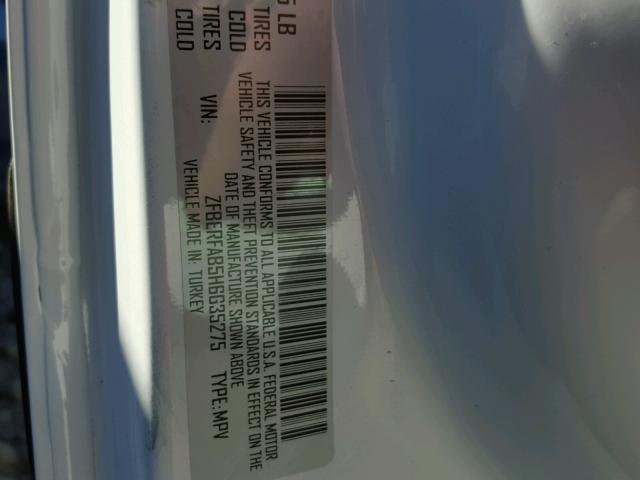 5 LB
TIRES COLD
TIRES COLD
THIS VEHICLE CONFORMS TO ALL APPLICABLE U.S.A. FEDERAL MOTOR
VEHICLE SAFETY AND THEFT PREVENTION STANDARDS IN EFFECT ON THE
DATE OF MANUFACTURE SHOWN ABOVE
VIN: ZFBERFAB5H6G35275 TYPE: MPV
VEHICLE MADE IN: TURKEY